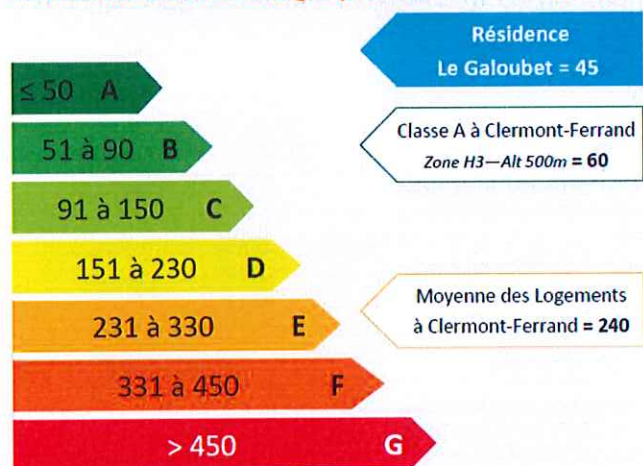 Résidence
Le Galoubet = 45
≤ 50 A
Classe A à Clermont-Ferrand
Zone H3—Alt 500m = 60
51 à 90 B
91 à 150 C
151 à 230 D
Moyenne des Logements
à Clermont-Ferrand = 240
231 à 330 E
331 à 450 F
> 450 G